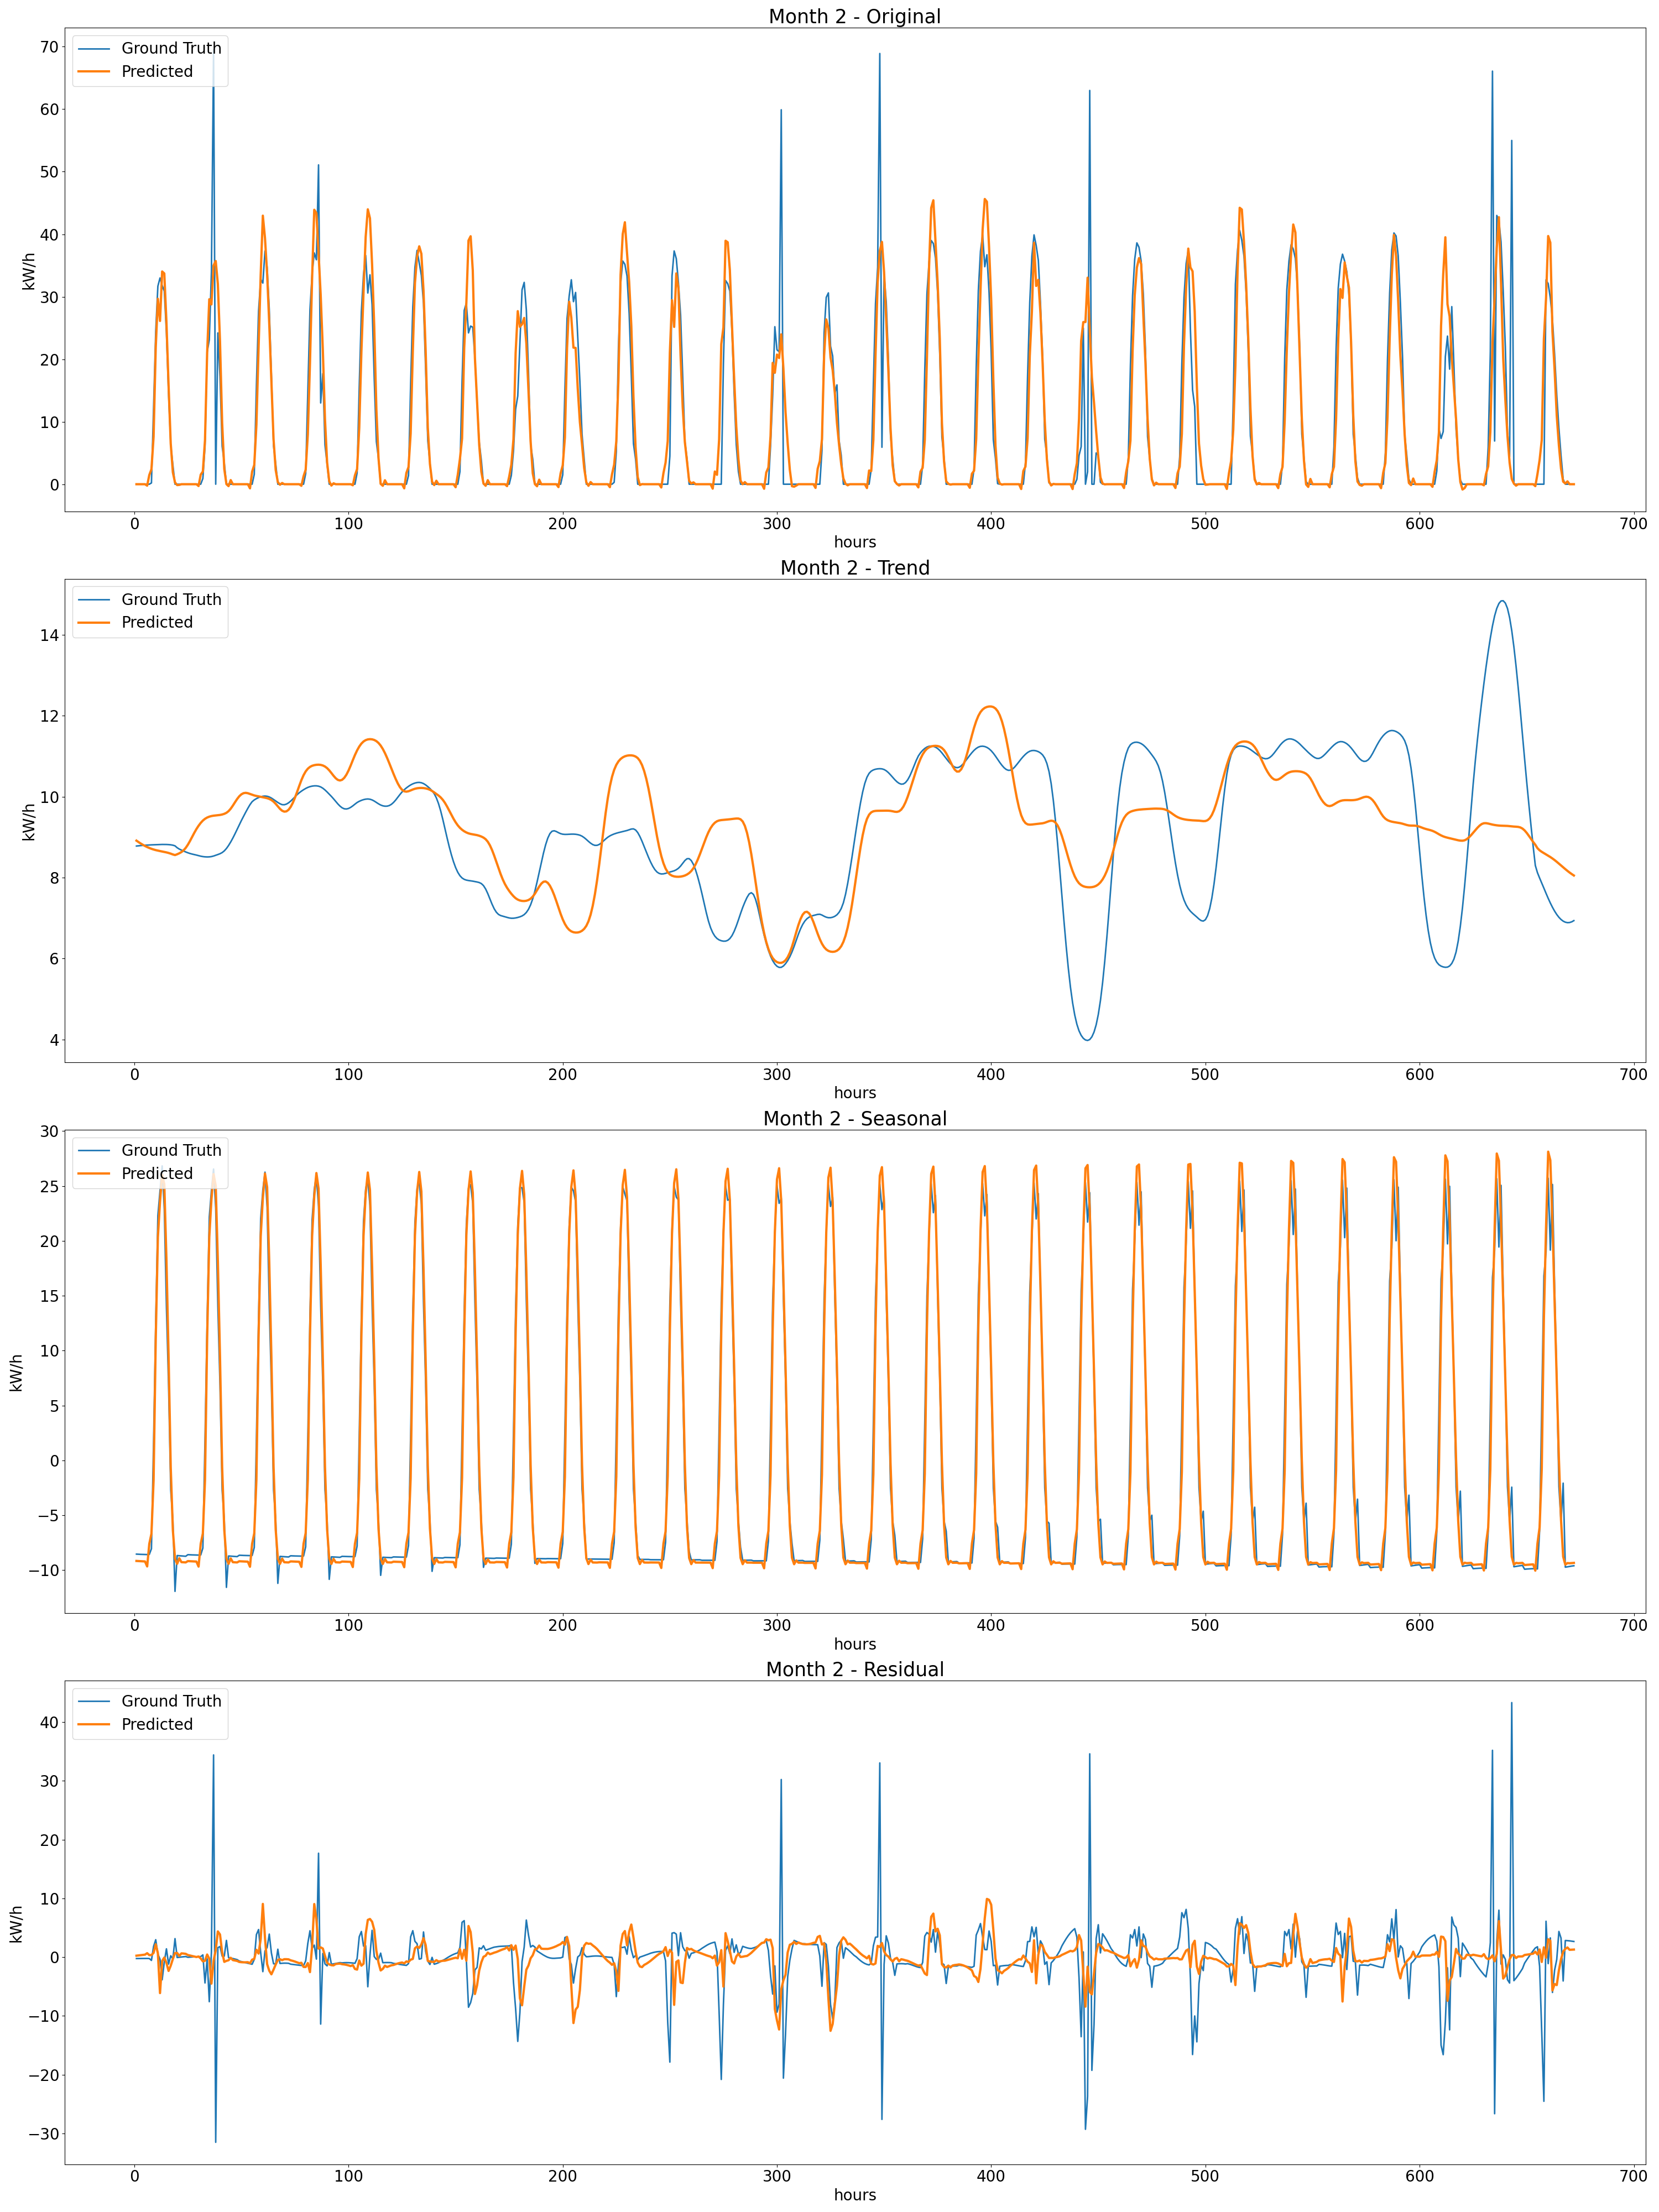 Month 2 - Original
Ground Truth
Predicted
kW/h
70
60
50
40
30
20
10
0
0 100 200 300 400 500 600 700
hours
Month 2 - Trend
Ground Truth
Predicted
kW/h
14
12
10
8
6
4
0 100 200 300 400 500 600 700
hours
Month 2 - Seasonal
Ground Truth
Predicted
kW/h
30
25
20
15
10
5
0
−5
−10
0 100 200 300 400 500 600 700
hours
Month 2 - Residual
Ground Truth
Predicted
kW/h
40
30
20
10
0
−10
−20
−30
0 100 200 300 400 500 600 700
hours